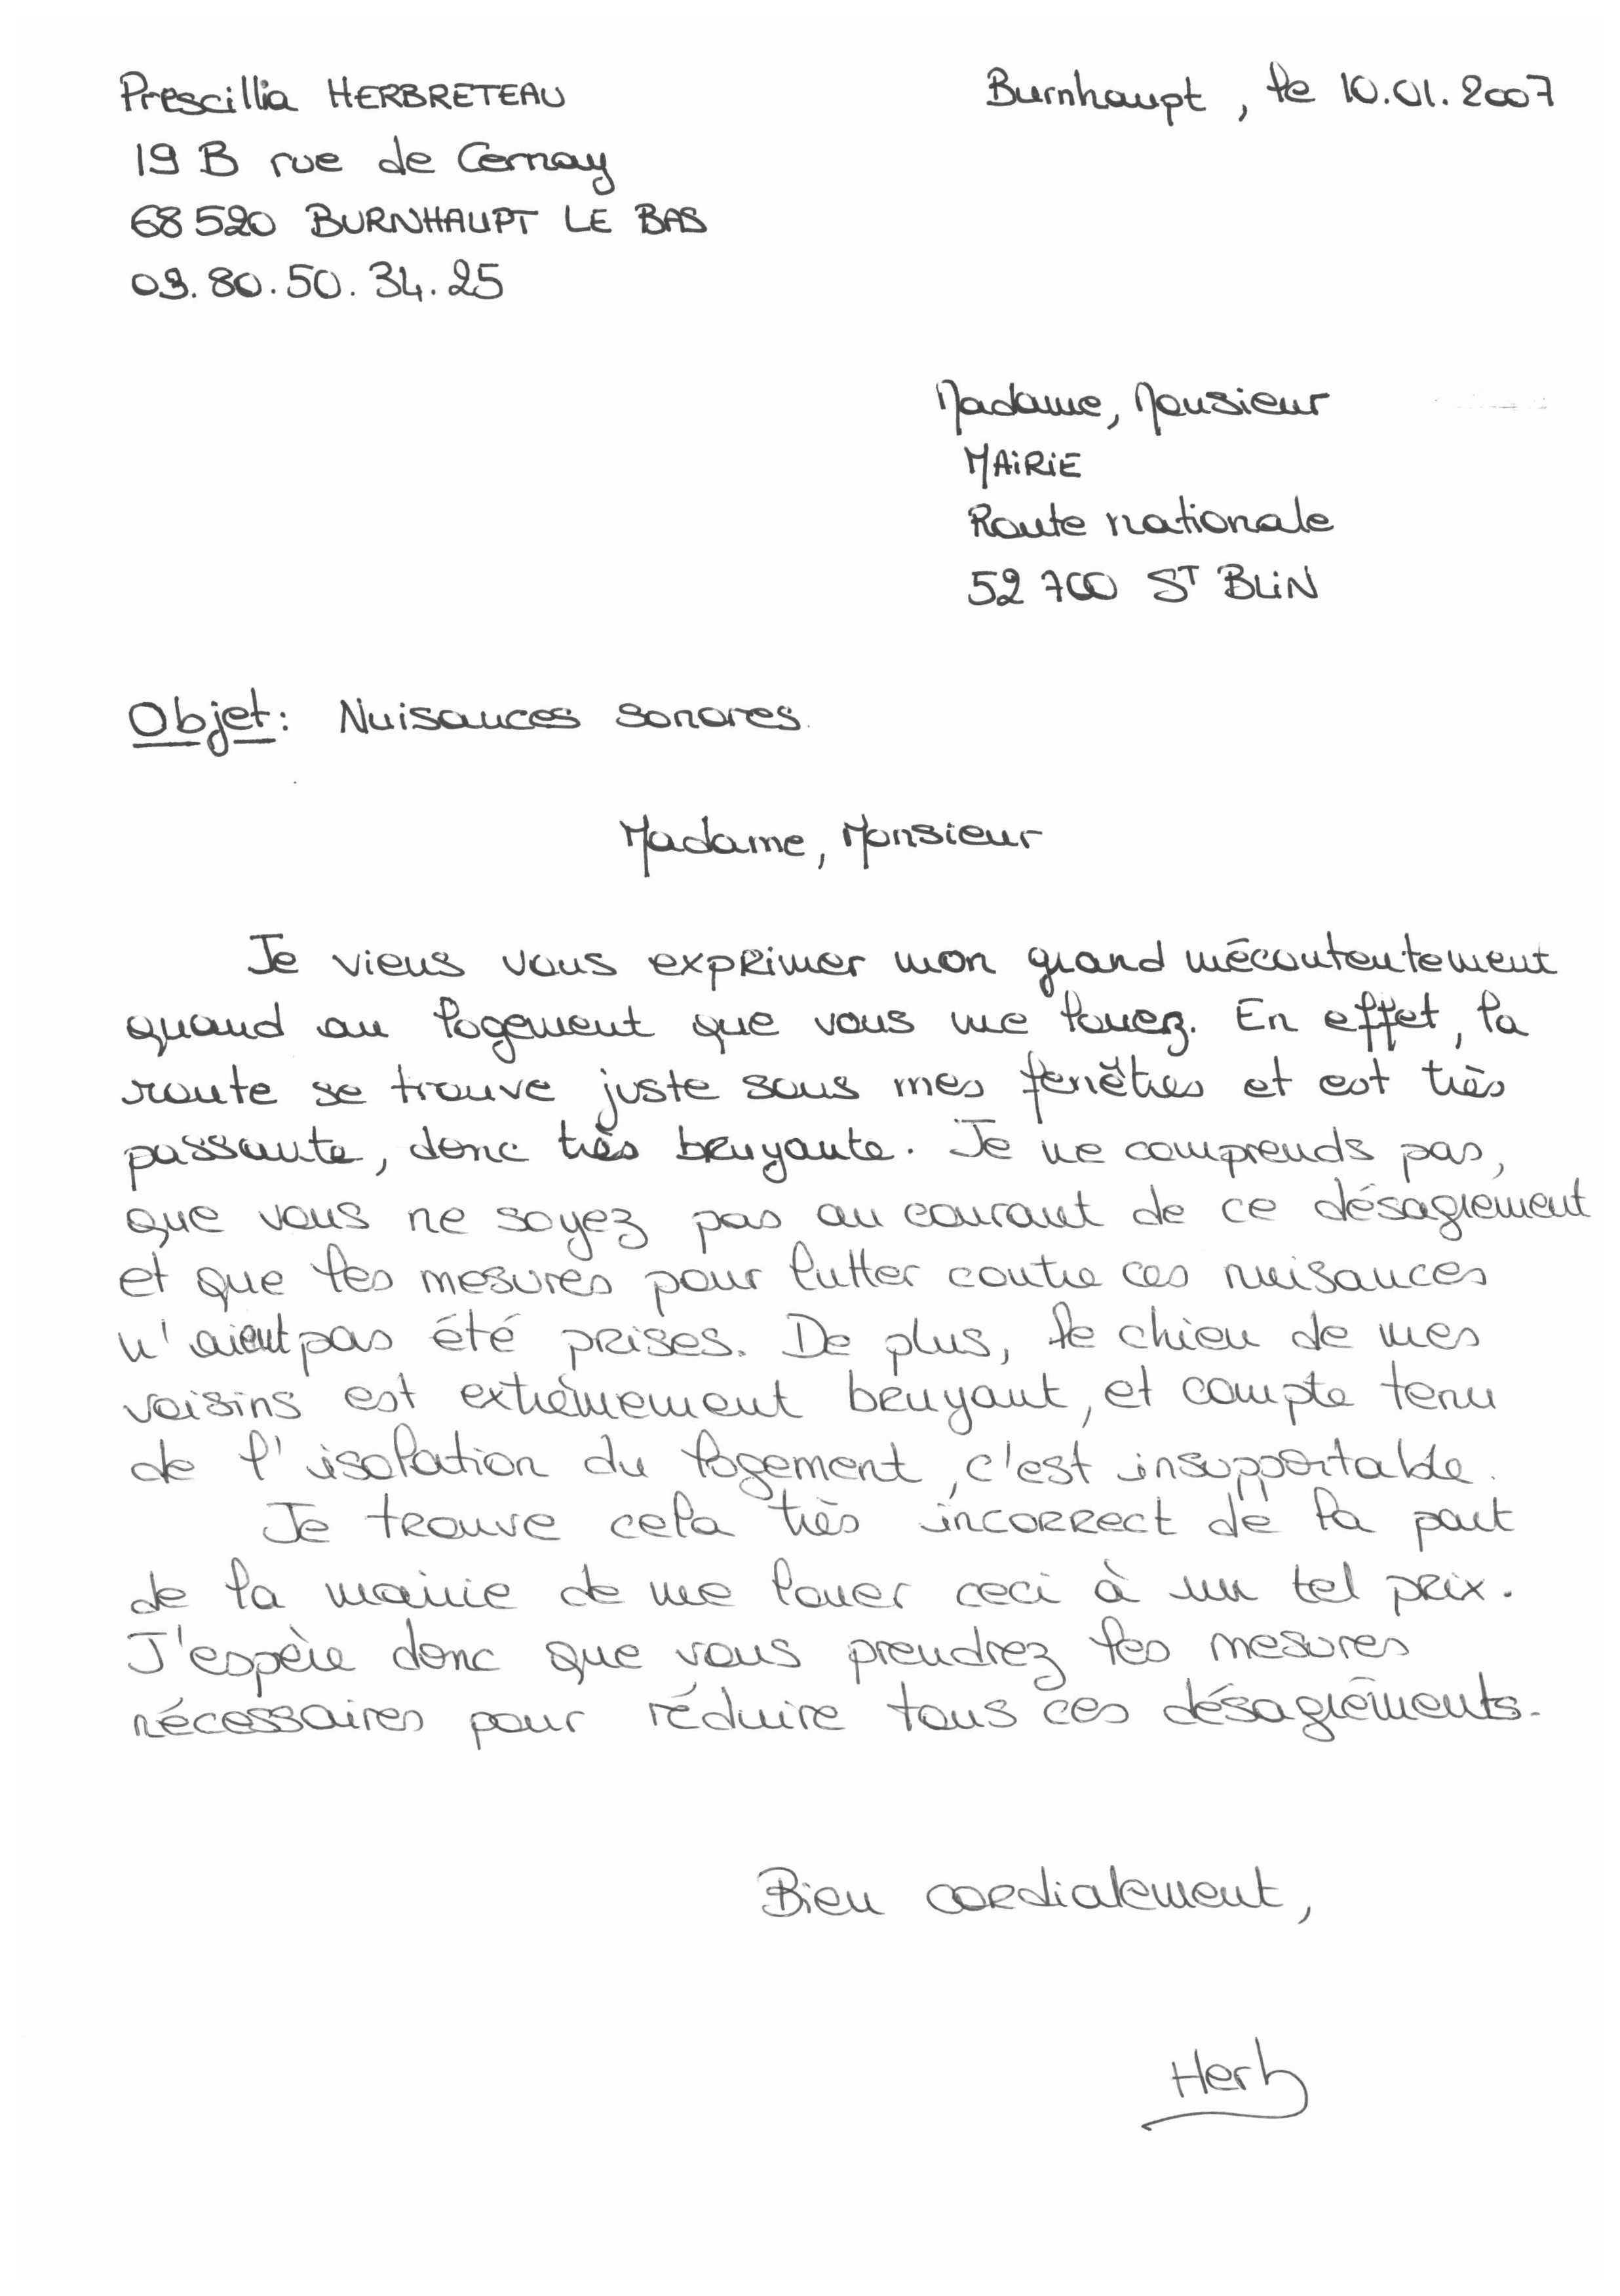 Prescillia HERBRETEAU
Burnhaupt, le 10.01.2007
19 B rue de Cernay
68 520 BURNHAUPT LE BAS
03.80.50.34.25
Madame, Monsieur
MAIRIE
Route nationale
52 700 ST BLIN
Objet: Nuisances sonores.
Madame, Monsieur
Je viens vous exprimer mon grand mécontentement
quand au logement que vous me louez. En effet, la
route se trouve juste sous mes fenêtres et est très
passante, donc très bruyante. Je ne comprends pas,
que vous ne soyez pas au courant de ce désagrement
et que les mesures pour lutter contre ces nuisances
n'aient pas été prises. De plus, le chien de mes
voisins est extrêmement bruyant, et compte tenu
de l'isolation du logement, c'est insupportable.
Je trouve cela très incorrect de la part
de la mairie de me louer ceci à un tel prix.
J'espère donc que vous prendrez les mesures
nécessaires pour réduire tous ces désagréments.
Bien cordialement,
Herb